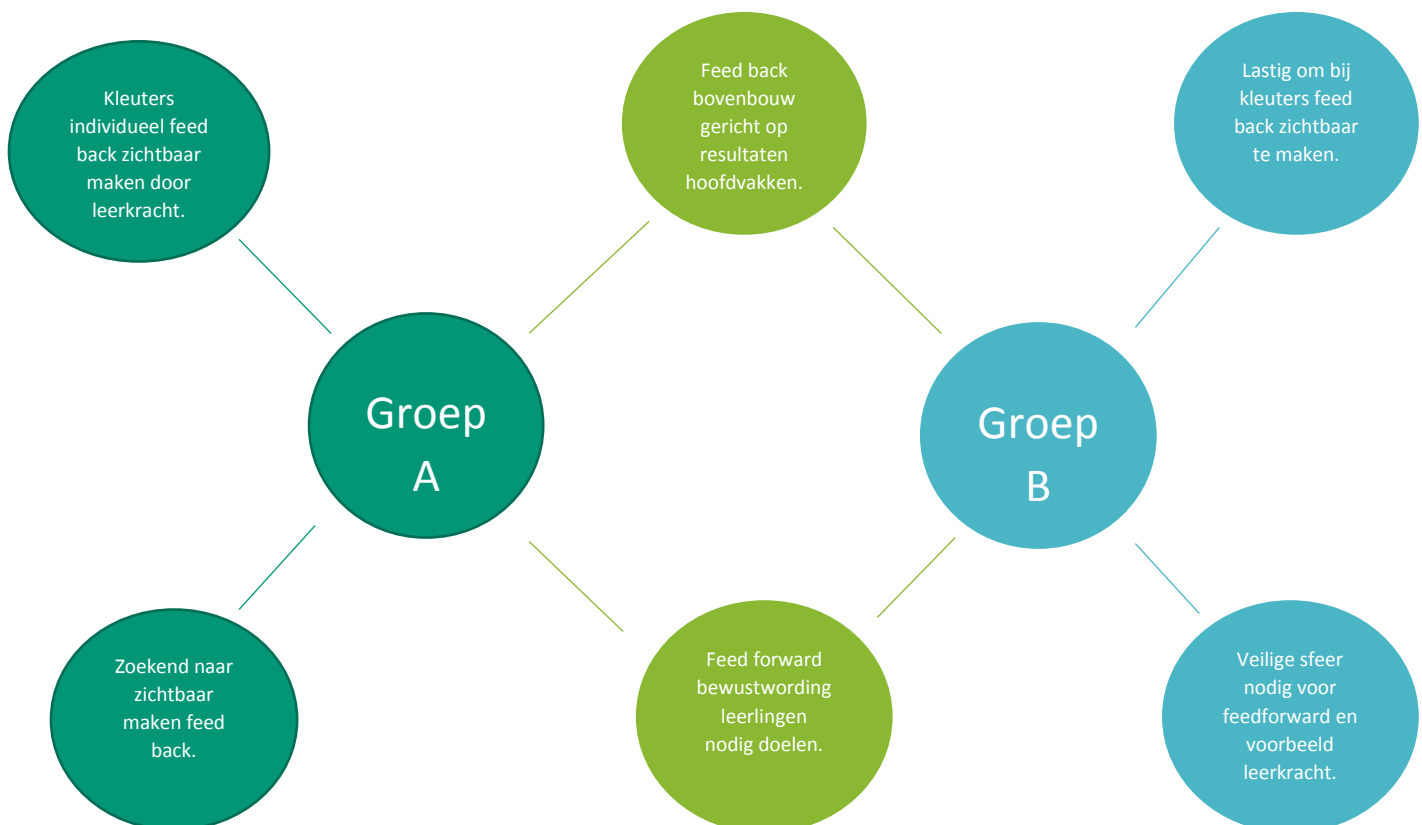 Kleuters
individueel feed
back zichtbaar
maken door
leerkracht.
Feed back
bovenbouw
gericht op
resultaten
hoofdvakken.
Lastig om bij
kleuters feed
back zichtbaar
te maken.
Groep
A
Groep
B
Zoekend naar
zichtbaar
maken feed
back.
Feed forward
bewustwording
leerlingen
nodig doelen.
Veilige sfeer
nodig voor
feedforward en
voorbeeld
leerkracht.